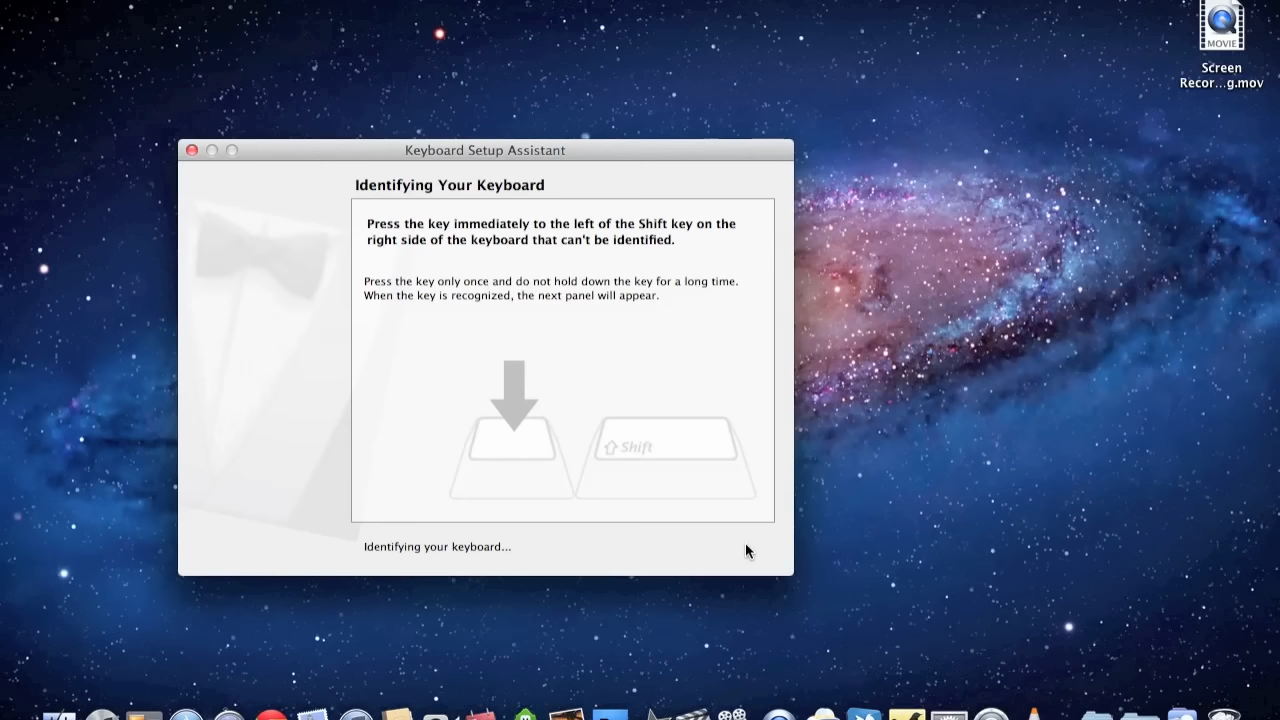 MOVIE
Screen
Recor...g.mov
Keyboard Setup Assistant
Identifying Your Keyboard
Press the key immediately to the left of the Shift key on the
right side of the keyboard that can't be identified.
Press the key only once and do not hold down the key for a long time.
When the key is recognized, the next panel will appear.
Shift
Identifying your keyboard...